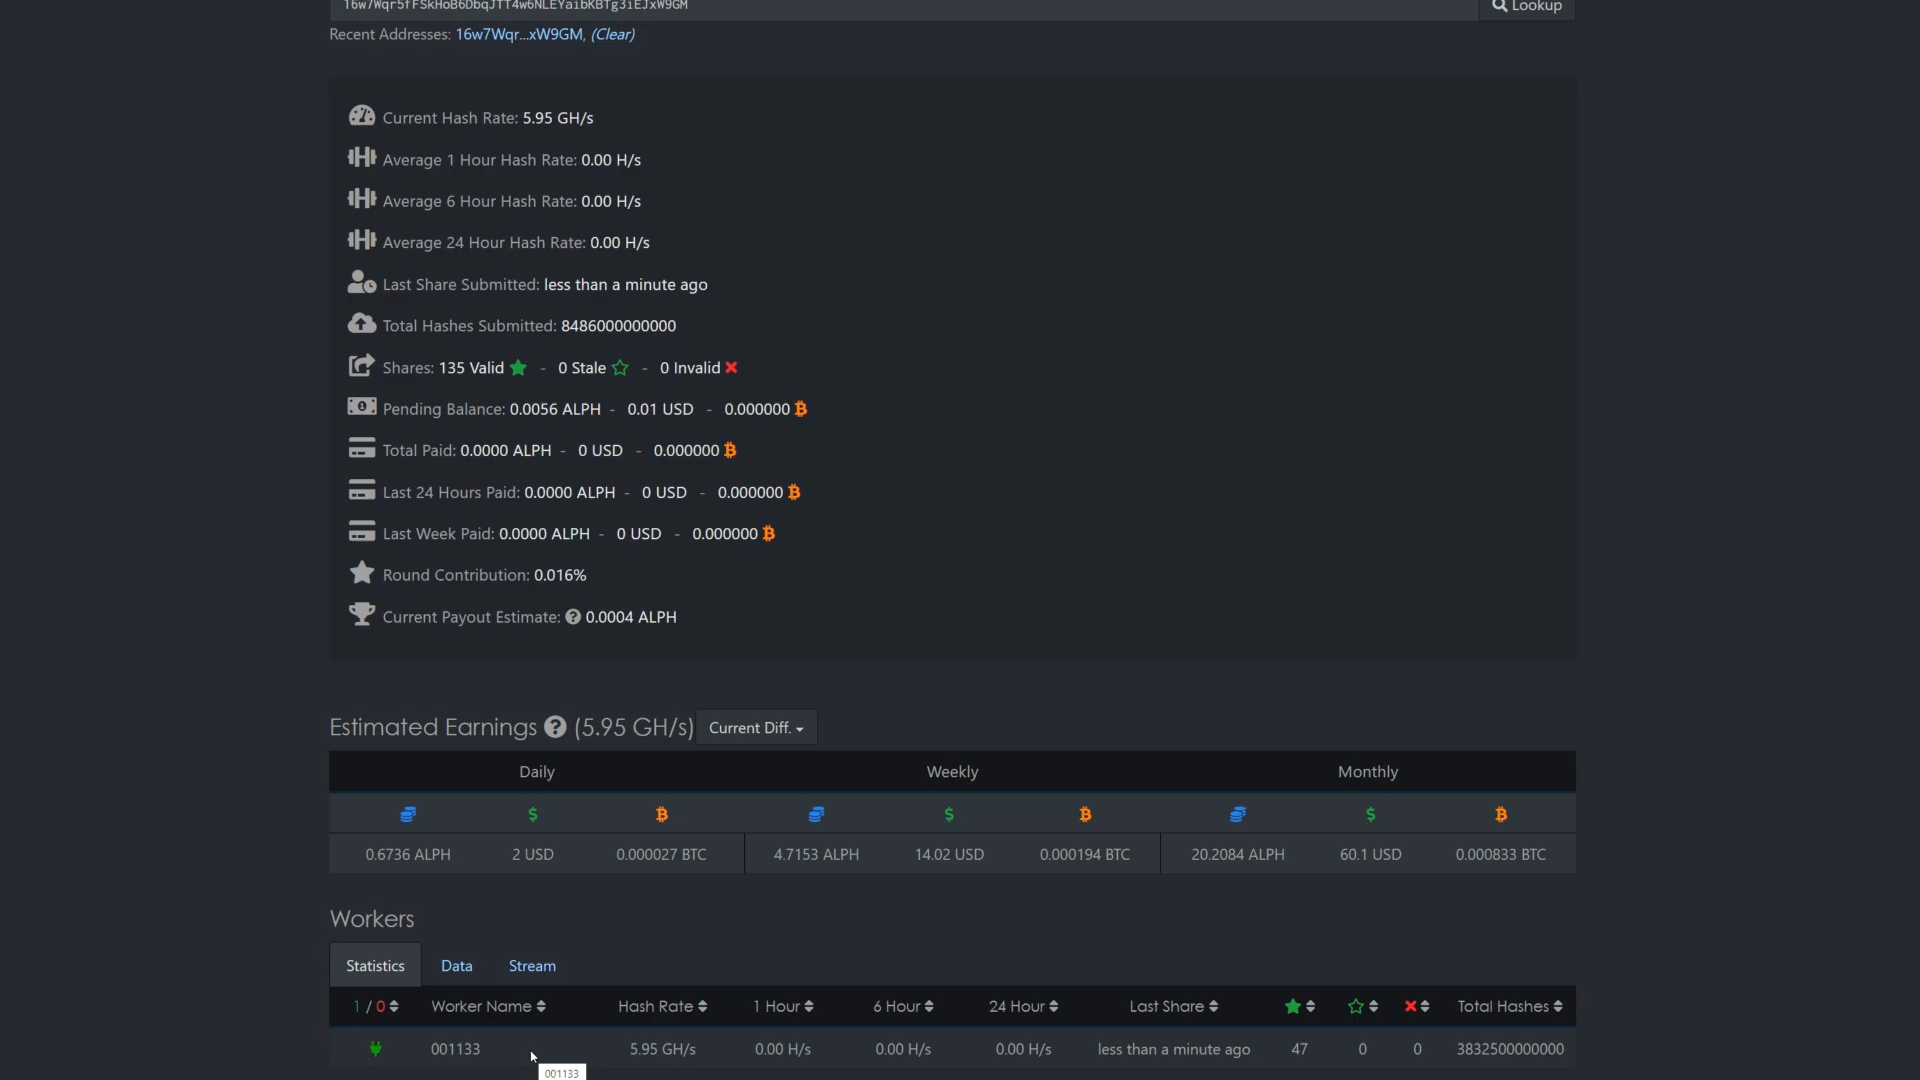 16w7Wqr5fFSkHoB6DbqJTT4w6NLEYaibKBTg3iEJxW9GM
Lookup
Recent Addresses: 16w7Wqr...xW9GM, (Clear)
Current Hash Rate: 5.95 GH/s
Average 1 Hour Hash Rate: 0.00 H/s
Average 6 Hour Hash Rate: 0.00 H/s
Average 24 Hour Hash Rate: 0.00 H/s
Last Share Submitted: less than a minute ago
Total Hashes Submitted: 8486000000000
Shares: 135 Valid - 0 Stale - 0 Invalid
Pending Balance: 0.0056 ALPH - 0.01 USD - 0.000000
Total Paid: 0.0000 ALPH - 0 USD - 0.000000
Last 24 Hours Paid: 0.0000 ALPH - 0 USD - 0.000000
Last Week Paid: 0.0000 ALPH - 0 USD - 0.000000
Round Contribution: 0.016%
Current Payout Estimate: 0.0004 ALPH
Estimated Earnings (5.95 GH/s) Current Diff.
Daily Weekly Monthly
$ $ $
0.6736 ALPH 2 USD 0.000027 BTC 4.7153 ALPH 14.02 USD 0.000194 BTC 20.2084 ALPH 60.1 USD 0.000833 BTC
Workers
Statistics Data Stream
1 / 0 Worker Name Hash Rate 1 Hour 6 Hour 24 Hour Last Share Total Hashes
001133 5.95 GH/s 0.00 H/s 0.00 H/s 0.00 H/s less than a minute ago 47 0 0 3832500000000
001133